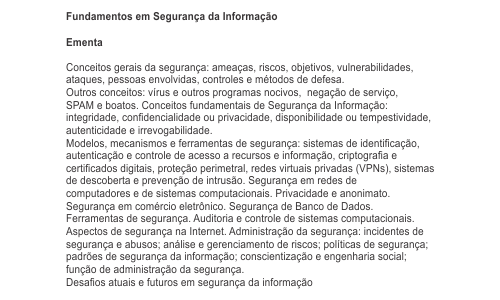 Fundamentos em Segurança da Informação
Ementa
Conceitos gerais da segurança: ameaças, riscos, objetivos, vulnerabilidades,
ataques, pessoas envolvidas, controles e métodos de defesa.
Outros conceitos: vírus e outros programas nocivos,  negação de serviço,
SPAM e boatos. Conceitos fundamentais de Segurança da Informação:
integridade, confidencialidade ou privacidade, disponibilidade ou tempestividade,
autenticidade e irrevogabilidade.
Modelos, mecanismos e ferramentas de segurança: sistemas de identificação,
autenticação e controle de acesso a recursos e informação, criptografia e
certificados digitais, proteção perimetral, redes virtuais privadas (VPNs), sistemas
de descoberta e prevenção de intrusão. Segurança em redes de
computadores e de sistemas computacionais. Privacidade e anonimato.
Segurança em comércio eletrônico. Segurança de Banco de Dados.
Ferramentas de segurança. Auditoria e controle de sistemas computacionais.
Aspectos de segurança na Internet. Administração da segurança: incidentes de
segurança e abusos; análise e gerenciamento de riscos; políticas de segurança;
padrões de segurança da informação; conscientização e engenharia social;
função de administração da segurança.
Desafios atuais e futuros em segurança da informação